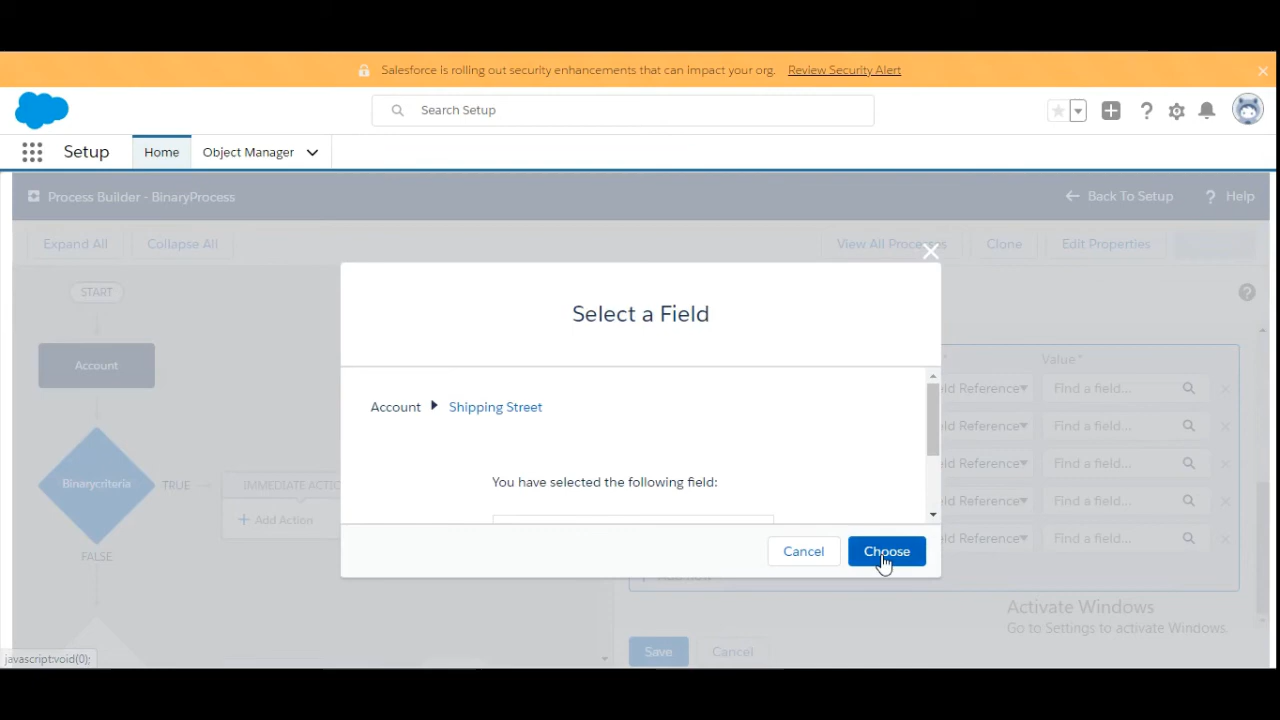 Salesforce is rolling out security enhancements that can impact your org. Review Security Alert
Search Setup
Setup Home Object Manager
Process Builder - BinaryProcess
Back To Setup ? Help
Expand All Collapse All View All Processes Clone Edit Properties
START
Account
Binarycriteria
TRUE
IMMEDIATE ACTIO
+ Add Action
FALSE
Select a Field
Account Shipping Street
You have selected the following field:
Cancel Choose
Value*
ld Reference Find a field...
ld Reference Find a field...
ld Reference Find a field...
ld Reference Find a field...
ld Reference Find a field...
Save Cancel
Activate Windows
Go to Settings to activate Windows.
javascript:void(0);